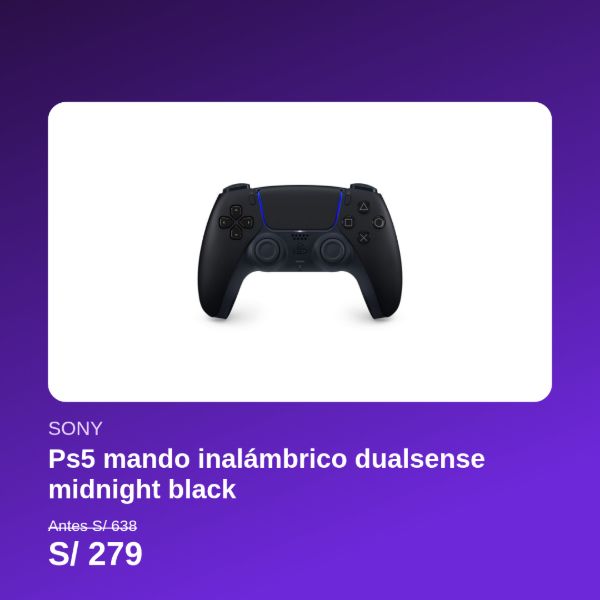 SONY
Ps5 mando inalámbrico dualsense
midnight black
Antes S/ 638
S/ 279